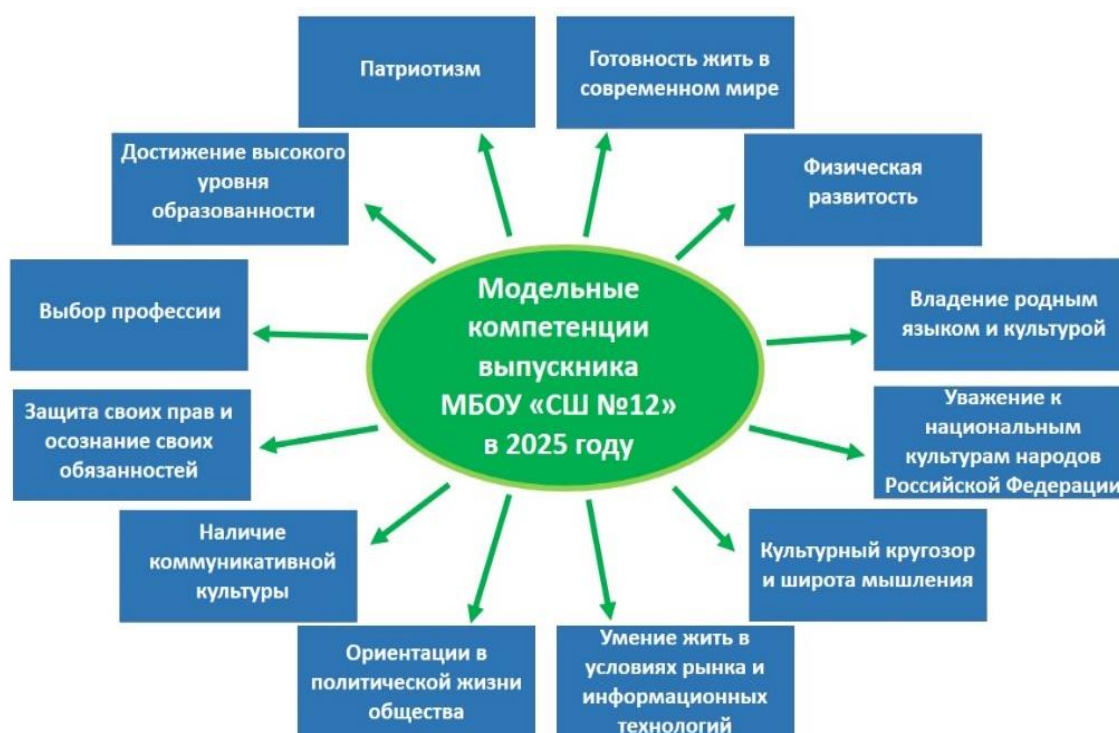 Патриотизм
Готовность жить в
современном мире
Достижение высокого
уровня
образованности
Физическая
развитость
Выбор профессии
Модельные
компетенции
выпускника
МБОУ «СШ №12»
в 2025 году
Владение родным
языком и культурой
Защита своих прав и
осознание своих
обязанностей
Уважение к
национальным
культурам народов
Российской Федерации
Наличие
коммуникативной
культуры
Культурный кругозор
и широта мышления
Ориентации в
политической жизни
общества
Умение жить в
условиях рынка и
информационных
технологий